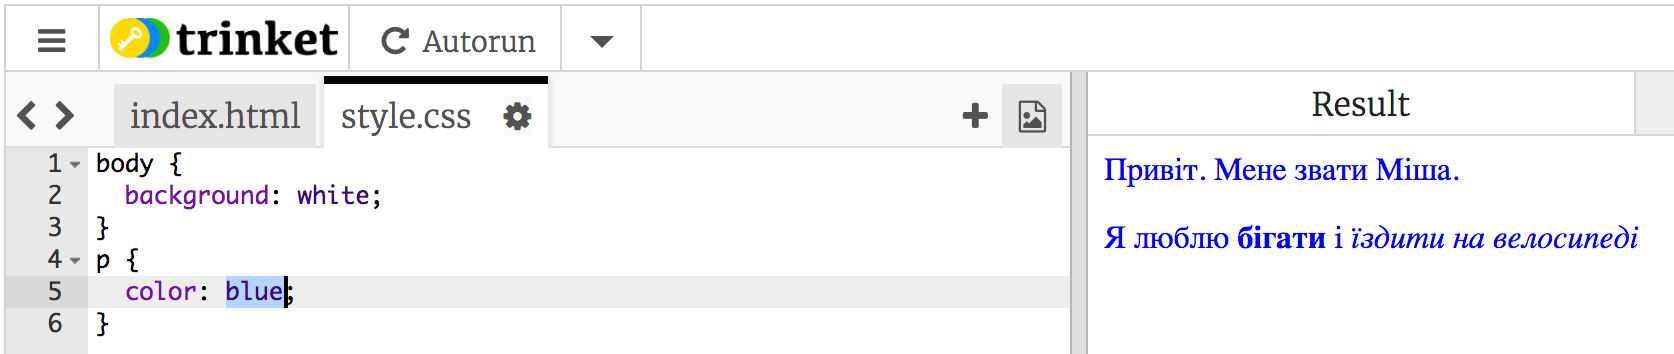 trinket Autorun
index.html style.css
Result
1 body {
2 background: white;
3 }
4 p {
5 color: blue;
6 }
Привіт. Мене звати Міша.
Я люблю бігати і їздити на велосипеді